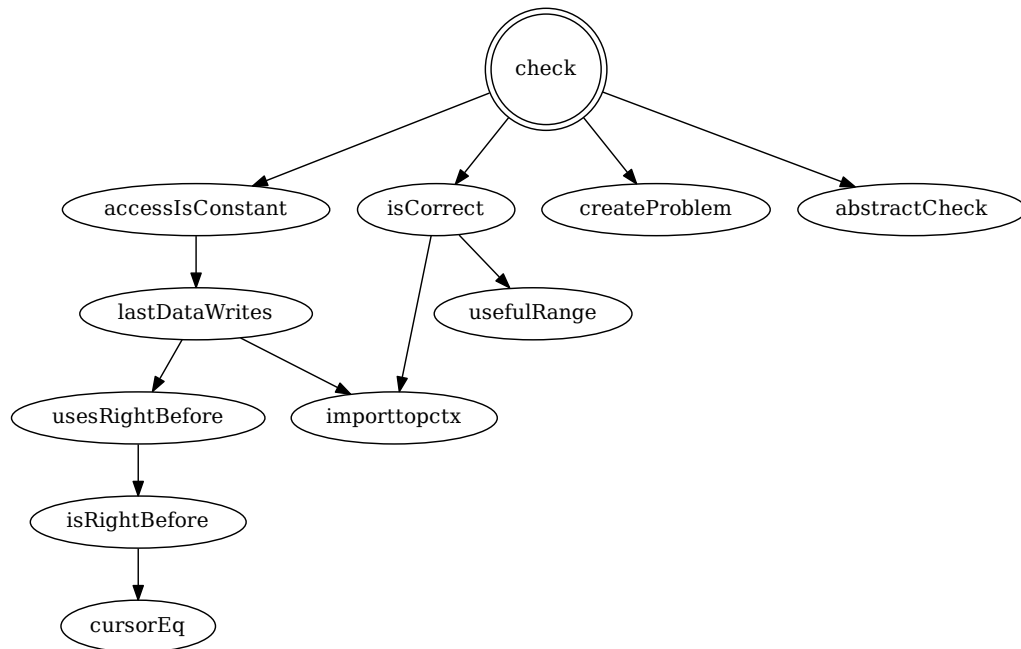 check
accessIsConstant
isCorrect
createProblem
abstractCheck
lastDataWrites
usefulRange
usesRightBefore
importtopctx
isRightBefore
cursorEq